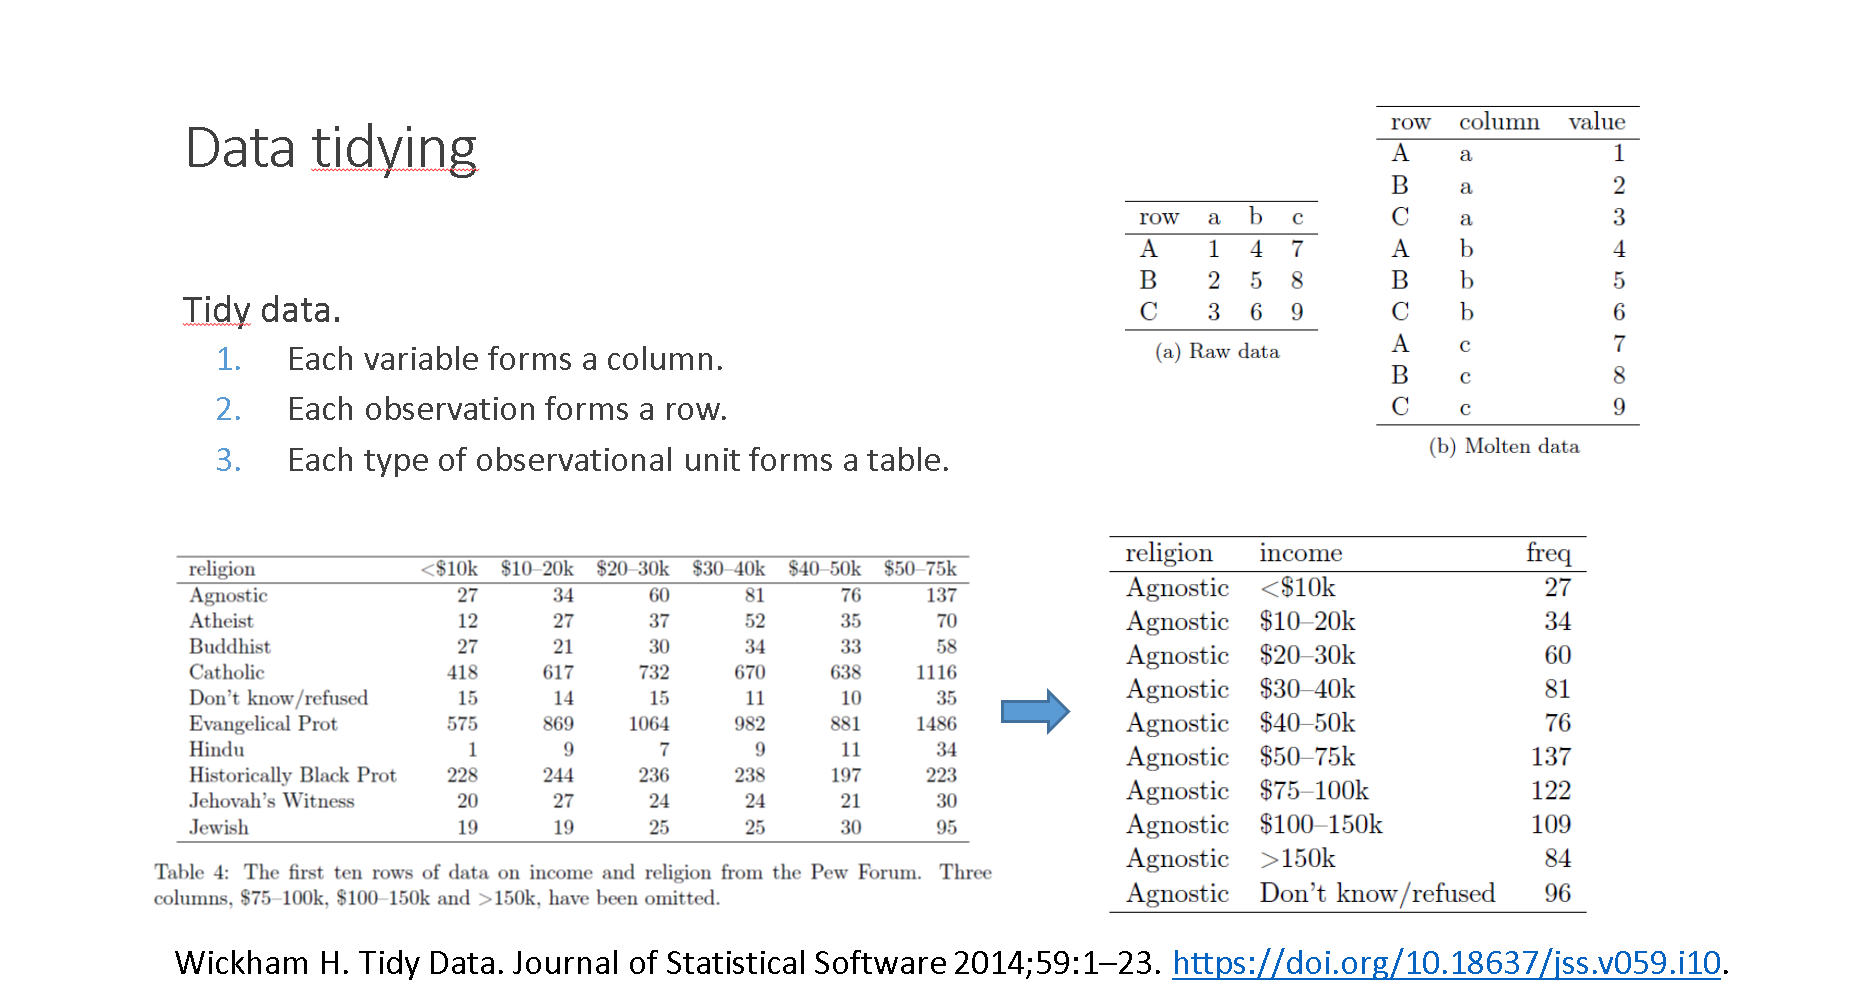 Data tidying
Tidy data.
1. Each variable forms a column.
2. Each observation forms a row.
3. Each type of observational unit forms a table.
row a b c
A 1 4 7
B 2 5 8
C 3 6 9
(a) Raw data
row column value
A a 1
B a 2
C a 3
A b 4
B b 5
C b 6
A c 7
B c 8
C c 9
(b) Molten data
religion <$10k $10–20k $20–30k $30–40k $40–50k $50–75k
Agnostic 27 34 60 81 76 137
Atheist 12 27 37 52 35 70
Buddhist 27 21 30 34 33 58
Catholic 418 617 732 670 638 1116
Don't know/refused 15 14 15 11 10 35
Evangelical Prot 575 869 1064 982 881 1486
Hindu 1 9 7 9 11 34
Historically Black Prot 228 244 236 238 197 223
Jehovah's Witness 20 27 24 24 21 30
Jewish 19 19 25 25 30 95
Table 4: The first ten rows of data on income and religion from the Pew Forum. Three
columns, $75–100k, $100–150k and >150k, have been omitted.
religion income freq
Agnostic <$10k 27
Agnostic $10–20k 34
Agnostic $20–30k 60
Agnostic $30–40k 81
Agnostic $40–50k 76
Agnostic $50–75k 137
Agnostic $75–100k 122
Agnostic $100–150k 109
Agnostic >150k 84
Agnostic Don't know/refused 96
Wickham H. Tidy Data. Journal of Statistical Software 2014;59:1–23. https://doi.org/10.18637/jss.v059.i10.